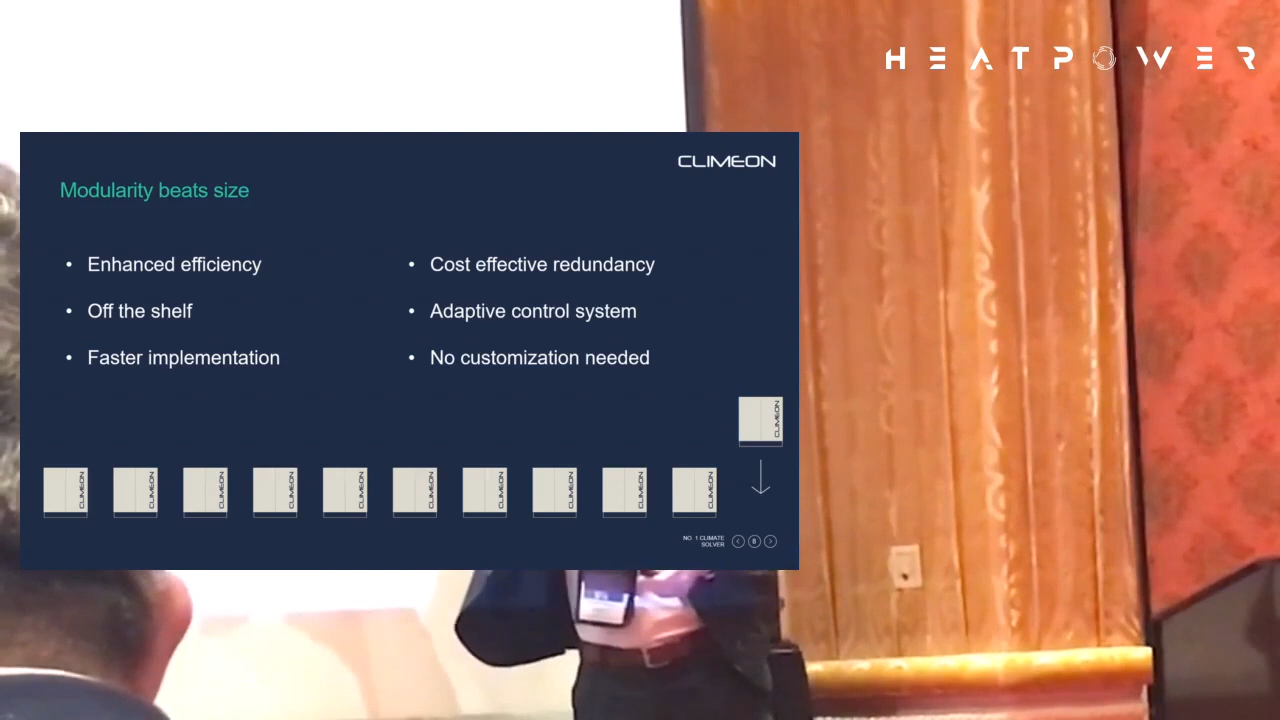 HEATPOWER
CLIMEON
Modularity beats size
• Enhanced efficiency
• Off the shelf
• Faster implementation
• Cost effective redundancy
• Adaptive control system
• No customization needed
CLIMEON
CLIMEON
CLIMEON
CLIMEON
CLIMEON
CLIMEON
CLIMEON
CLIMEON
CLIMEON
CLIMEON
CLIMEON
NO. 1 CLIMATE
SOLVER
8